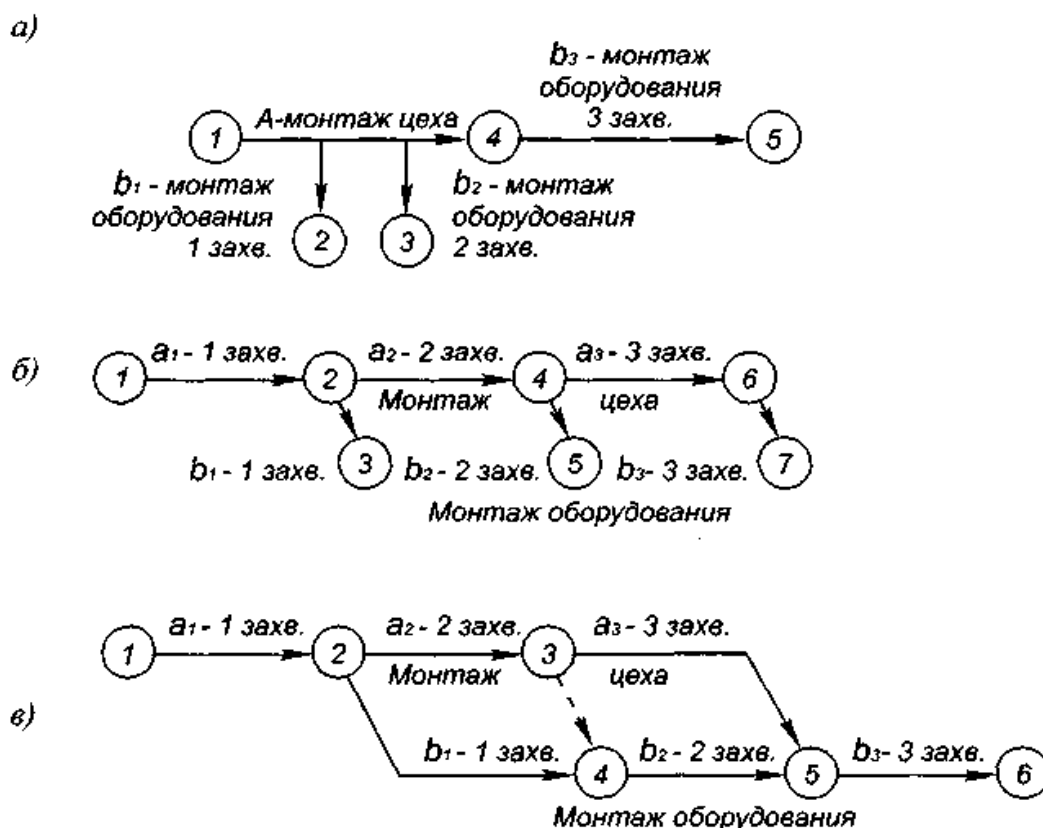 а)
b₃ - монтаж
оборудования
3 захв.
1 А-монтаж цеха 4 5
b₁ - монтаж
оборудования
1 захв.
2 3
b₂ - монтаж
оборудования
2 захв.
б)
a₁ - 1 захв. a₂ - 2 захв. a₃ - 3 захв.
1 2 4 6
Монтаж цеха
b₁ - 1 захв. 3 b₂ - 2 захв. 5 b₃ - 3 захв. 7
Монтаж оборудования
a₁ - 1 захв. a₂ - 2 захв. a₃ - 3 захв.
1 2 3
Монтаж цеха
в)
b₁ - 1 захв. b₂ - 2 захв. b₃ - 3 захв.
4 5 6
Монтаж оборудования